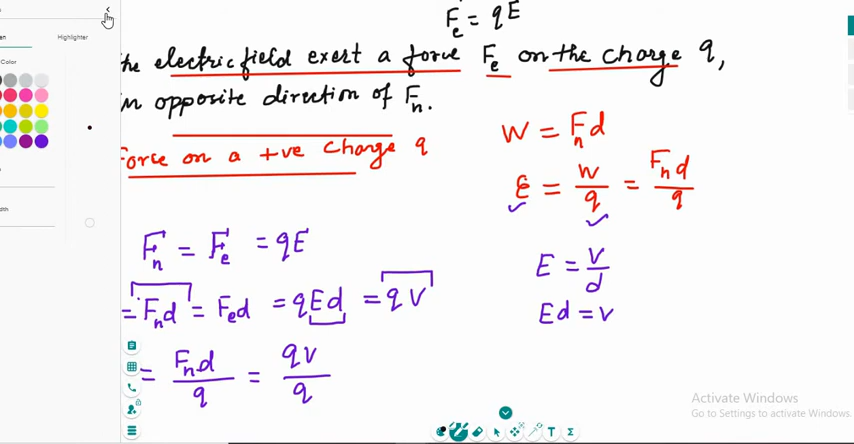 Fe = qE
Highlighter
Color
the electric field exert a force Fe on the charge q,
in opposite direction of Fn.
Force on a +ve charge q
W = Fnd
ε = W/q = Fnd/q
Fn = Fe = qE
E = v/d
= Fnd = Fed = qEd = qv
Ed = v
= Fnd/q = qv/q
Activate Windows
Go to Settings to activate Windows.
T
Σ